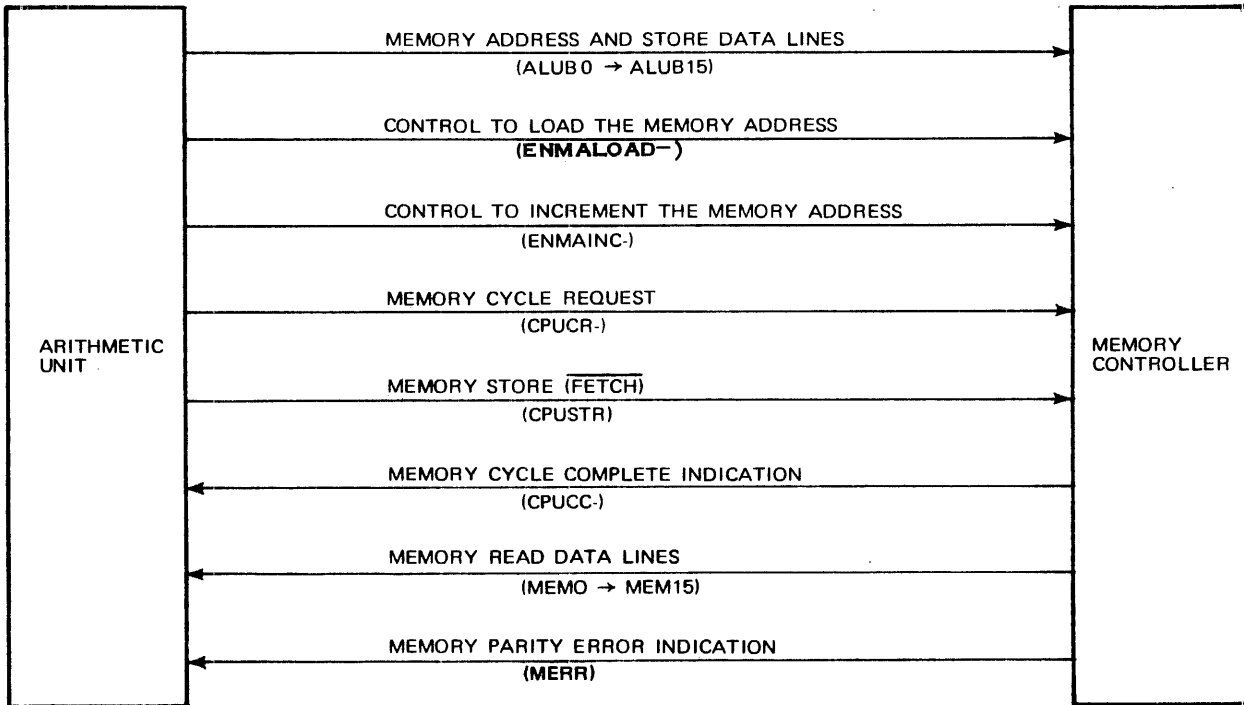 MEMORY ADDRESS AND STORE DATA LINES
(ALUB0 → ALUB15)
CONTROL TO LOAD THE MEMORY ADDRESS
(ENMALOAD-)
CONTROL TO INCREMENT THE MEMORY ADDRESS
(ENMAINC-)
MEMORY CYCLE REQUEST
(CPUCR-)
ARITHMETIC
UNIT
MEMORY
CONTROLLER
MEMORY STORE (F̅E̅T̅C̅H̅)
(CPUSTR)
MEMORY CYCLE COMPLETE INDICATION
(CPUCC-)
MEMORY READ DATA LINES
(MEMO → MEM15)
MEMORY PARITY ERROR INDICATION
(MERR)